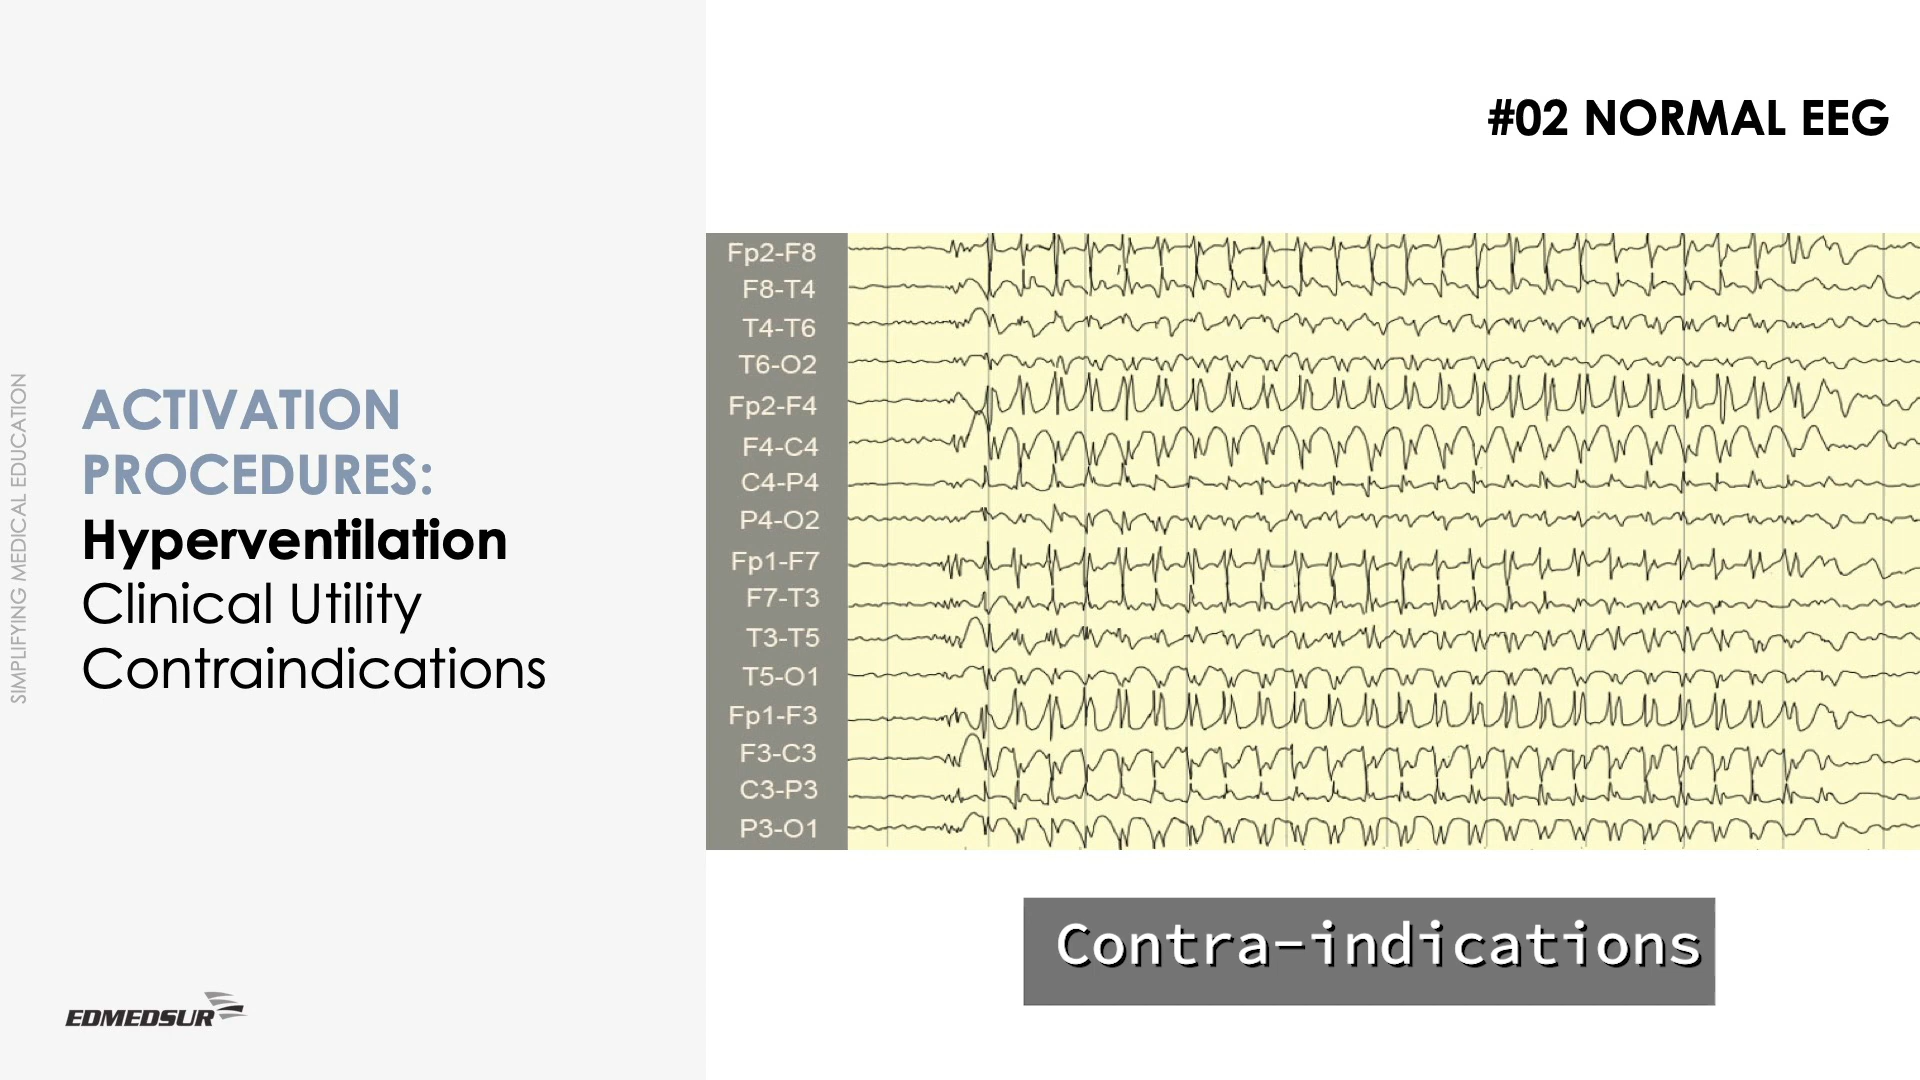 #02 NORMAL EEG
SIMPLIFYING MEDICAL EDUCATION
ACTIVATION
PROCEDURES:
Hyperventilation
Clinical Utility
Contraindications
EDMEDSUR
Fp2-F8
F8-T4
T4-T6
T6-O2
Fp2-F4
F4-C4
C4-P4
P4-O2
Fp1-F7
F7-T3
T3-T5
T5-O1
Fp1-F3
F3-C3
C3-P3
P3-O1
Contra-indications